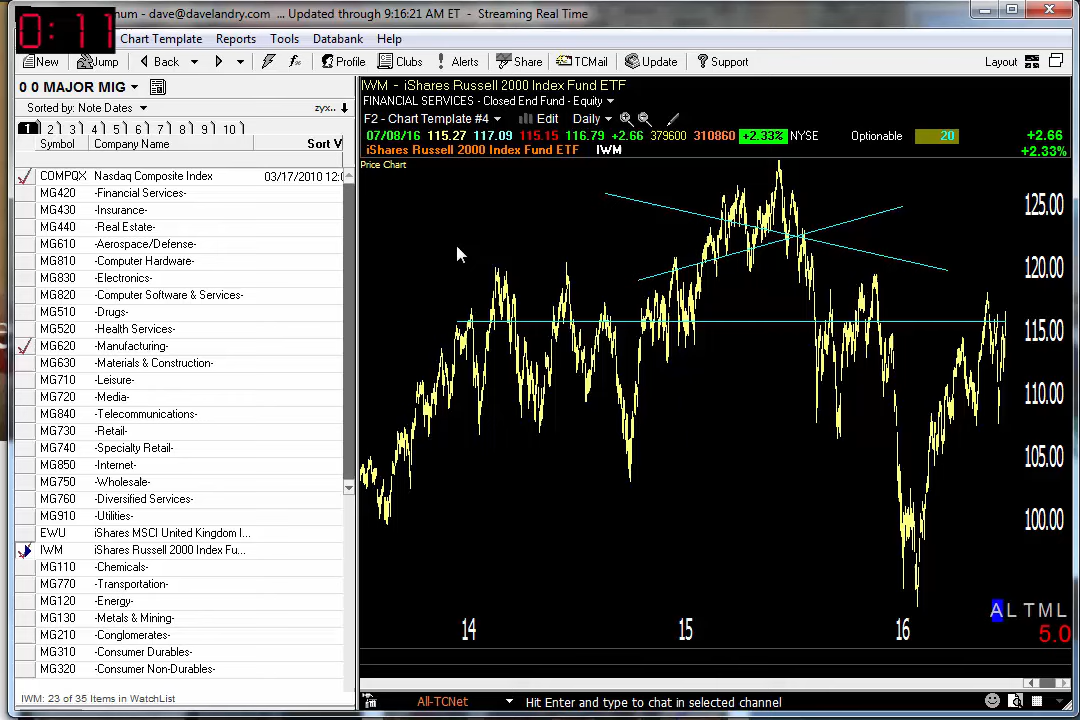 0:11
num - dave@davelandry.com ... Updated through 9:16:21 AM ET - Streaming Real Time
Chart Template Reports Tools Databank Help
New Jump Back Profile Clubs Alerts Share TCMail Update Support Layout
0 0 MAJOR MIG
Sorted by: Note Dates zyx..
1 2 3 4 5 6 7 8 9 10
Symbol Company Name Sort V
COMPQX Nasdaq Composite Index 03/17/2010 12:0
MG420 -Financial Services-
MG430 -Insurance-
MG440 -Real Estate-
MG610 -Aerospace/Defense-
MG810 -Computer Hardware-
MG830 -Electronics-
MG820 -Computer Software & Services-
MG510 -Drugs-
MG520 -Health Services-
MG620 -Manufacturing-
MG630 -Materials & Construction-
MG710 -Leisure-
MG720 -Media-
MG840 -Telecommunications-
MG730 -Retail-
MG740 -Specialty Retail-
MG850 -Internet-
MG750 -Wholesale-
MG760 -Diversified Services-
MG910 -Utilities-
EWU iShares MSCI United Kingdom I...
IWM iShares Russell 2000 Index Fu...
MG110 -Chemicals-
MG770 -Transportation-
MG120 -Energy-
MG130 -Metals & Mining-
MG210 -Conglomerates-
MG310 -Consumer Durables-
MG320 -Consumer Non-Durables-
IWM: 23 of 35 Items in WatchList
IWM - iShares Russell 2000 Index Fund ETF
FINANCIAL SERVICES - Closed End Fund - Equity
F2 - Chart Template #4 Edit Daily
07/08/16 115.27 117.09 115.15 116.79 +2.66 379600 310860 +2.33% NYSE Optionable 20 +2.66
iShares Russell 2000 Index Fund ETF IWM +2.33%
Price Chart
125.00
120.00
115.00
110.00
105.00
100.00
A L T M L
14 15 16 5.0
All-TCNet Hit Enter and type to chat in selected channel